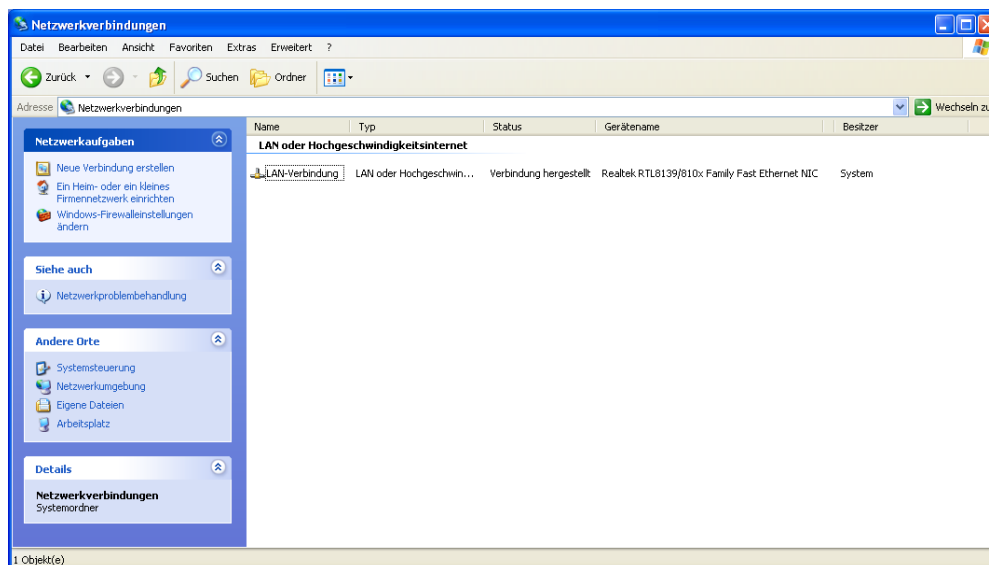 Netzwerkverbindungen
Datei Bearbeiten Ansicht Favoriten Extras Erweitert ?
Zurück Suchen Ordner
Adresse Netzwerkverbindungen Wechseln zu
Netzwerkaufgaben
Neue Verbindung erstellen
Ein Heim- oder ein kleines
Firmennetzwerk einrichten
Windows-Firewalleinstellungen
ändern
Siehe auch
Netzwerkproblembehandlung
Andere Orte
Systemsteuerung
Netzwerkumgebung
Eigene Dateien
Arbeitsplatz
Details
Netzwerkverbindungen
Systemordner
Name Typ Status Gerätename Besitzer
LAN oder Hochgeschwindigkeitsinternet
LAN-Verbindung LAN oder Hochgeschwin... Verbindung hergestellt Realtek RTL8139/810x Family Fast Ethernet NIC System
1 Objekt(e)